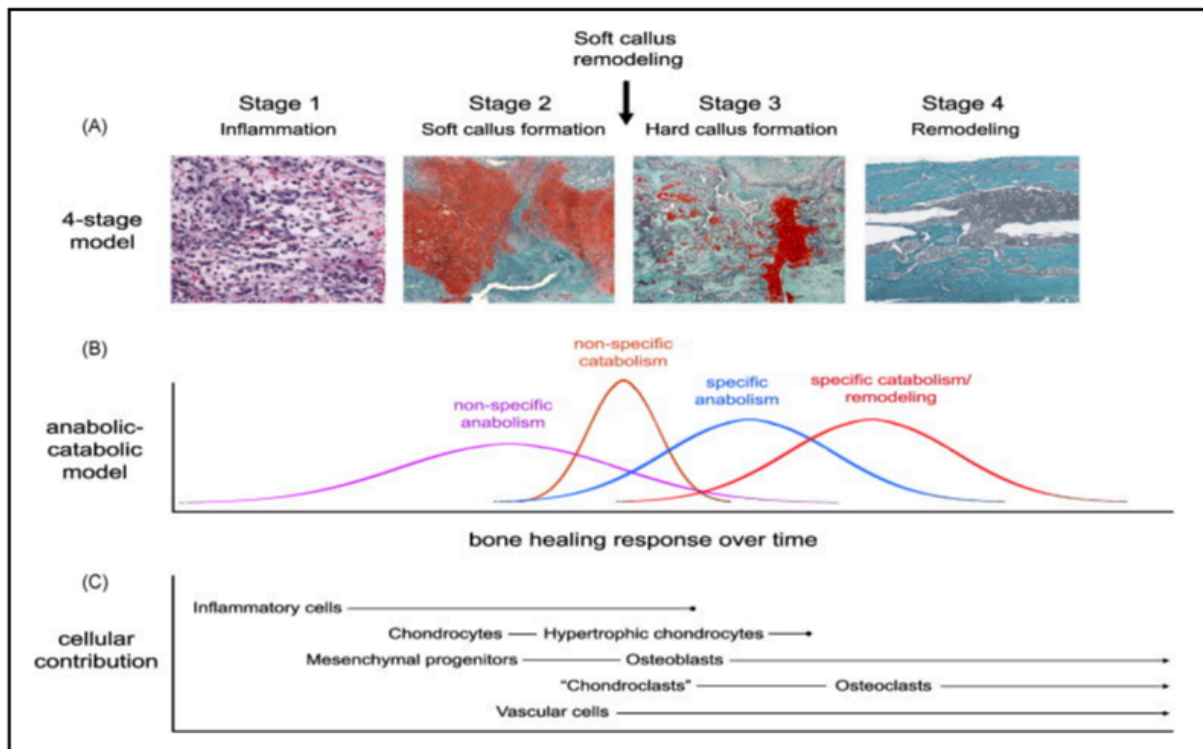 Soft callus
remodeling
Stage 1
Stage 2
Stage 3
Stage 4
(A)
Inflammation
Soft callus formation
Hard callus formation
Remodeling
4-stage
model
(B)
non-specific
catabolism
non-specific
anabolism
specific
anabolism
specific catabolism/
remodeling
anabolic-
catabolic
model
bone healing response over time
(C)
cellular
contribution
Inflammatory cells
Chondrocytes
Hypertrophic chondrocytes
Mesenchymal progenitors
Osteoblasts
"Chondroclasts"
Osteoclasts
Vascular cells